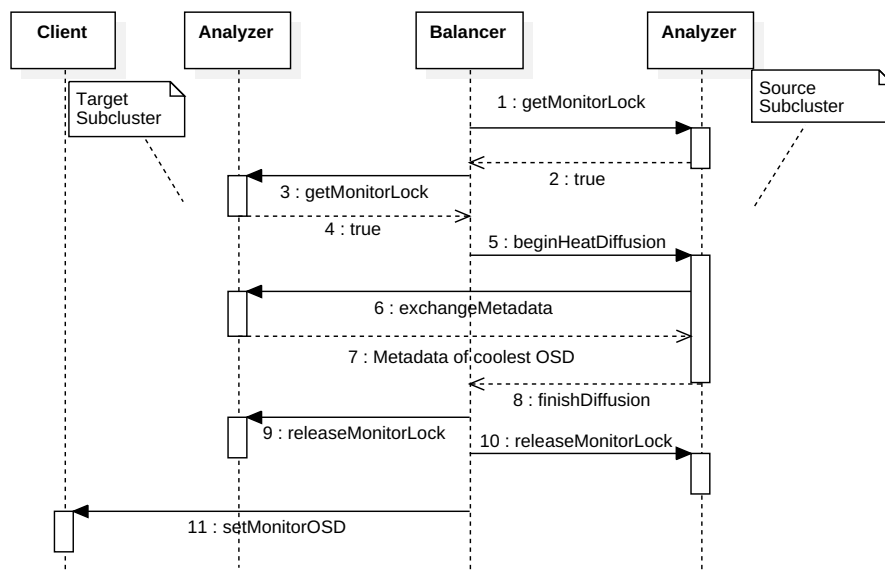 Client
Analyzer
Balancer
Analyzer
Target
Subcluster
Source
Subcluster
1 : getMonitorLock
2 : true
3 : getMonitorLock
4 : true
5 : beginHeatDiffusion
6 : exchangeMetadata
7 : Metadata of coolest OSD
8 : finishDiffusion
9 : releaseMonitorLock
10 : releaseMonitorLock
11 : setMonitorOSD